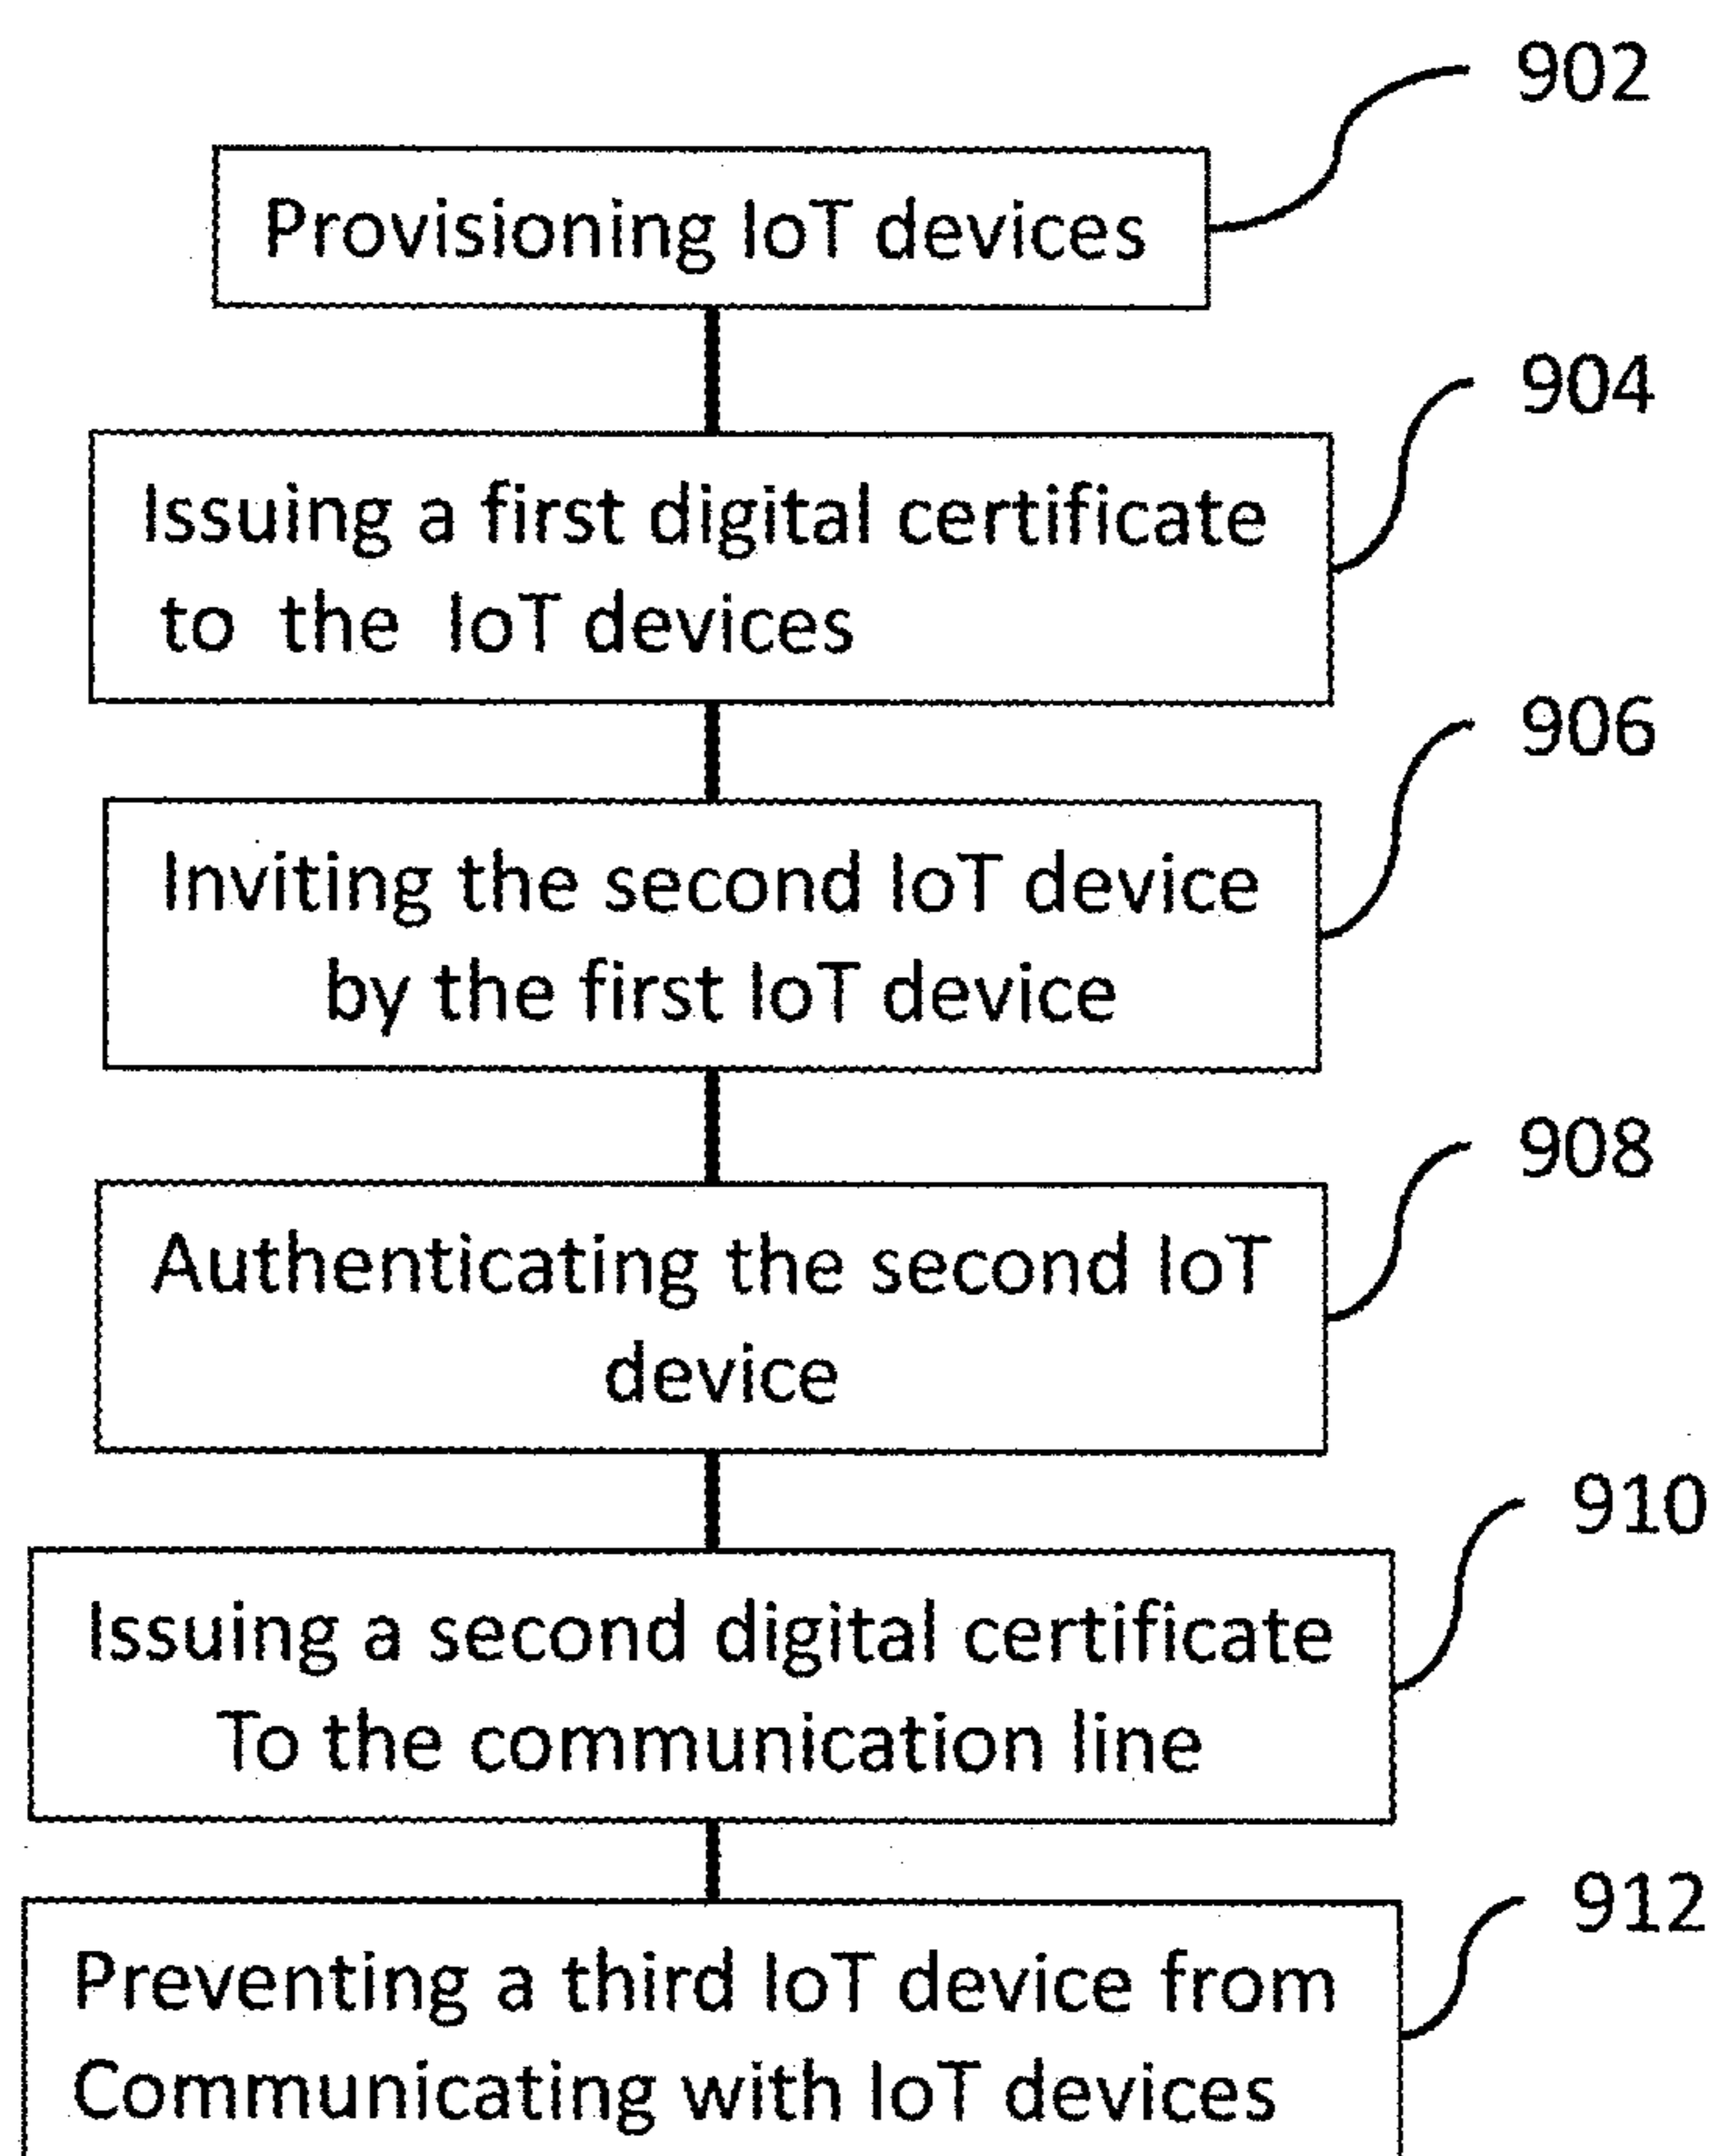 902
Provisioning IoT devices
904
Issuing a first digital certificate
to the IoT devices
906
Inviting the second IoT device
by the first IoT device
908
Authenticating the second IoT
device
910
Issuing a second digital certificate
To the communication line
912
Preventing a third IoT device from
Communicating with IoT devices